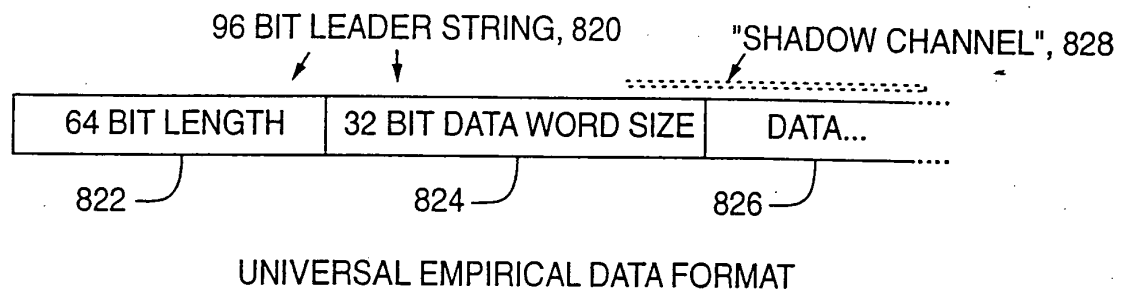 96 BIT LEADER STRING, 820
"SHADOW CHANNEL", 828
64 BIT LENGTH
32 BIT DATA WORD SIZE
DATA...
822
824
826
UNIVERSAL EMPIRICAL DATA FORMAT